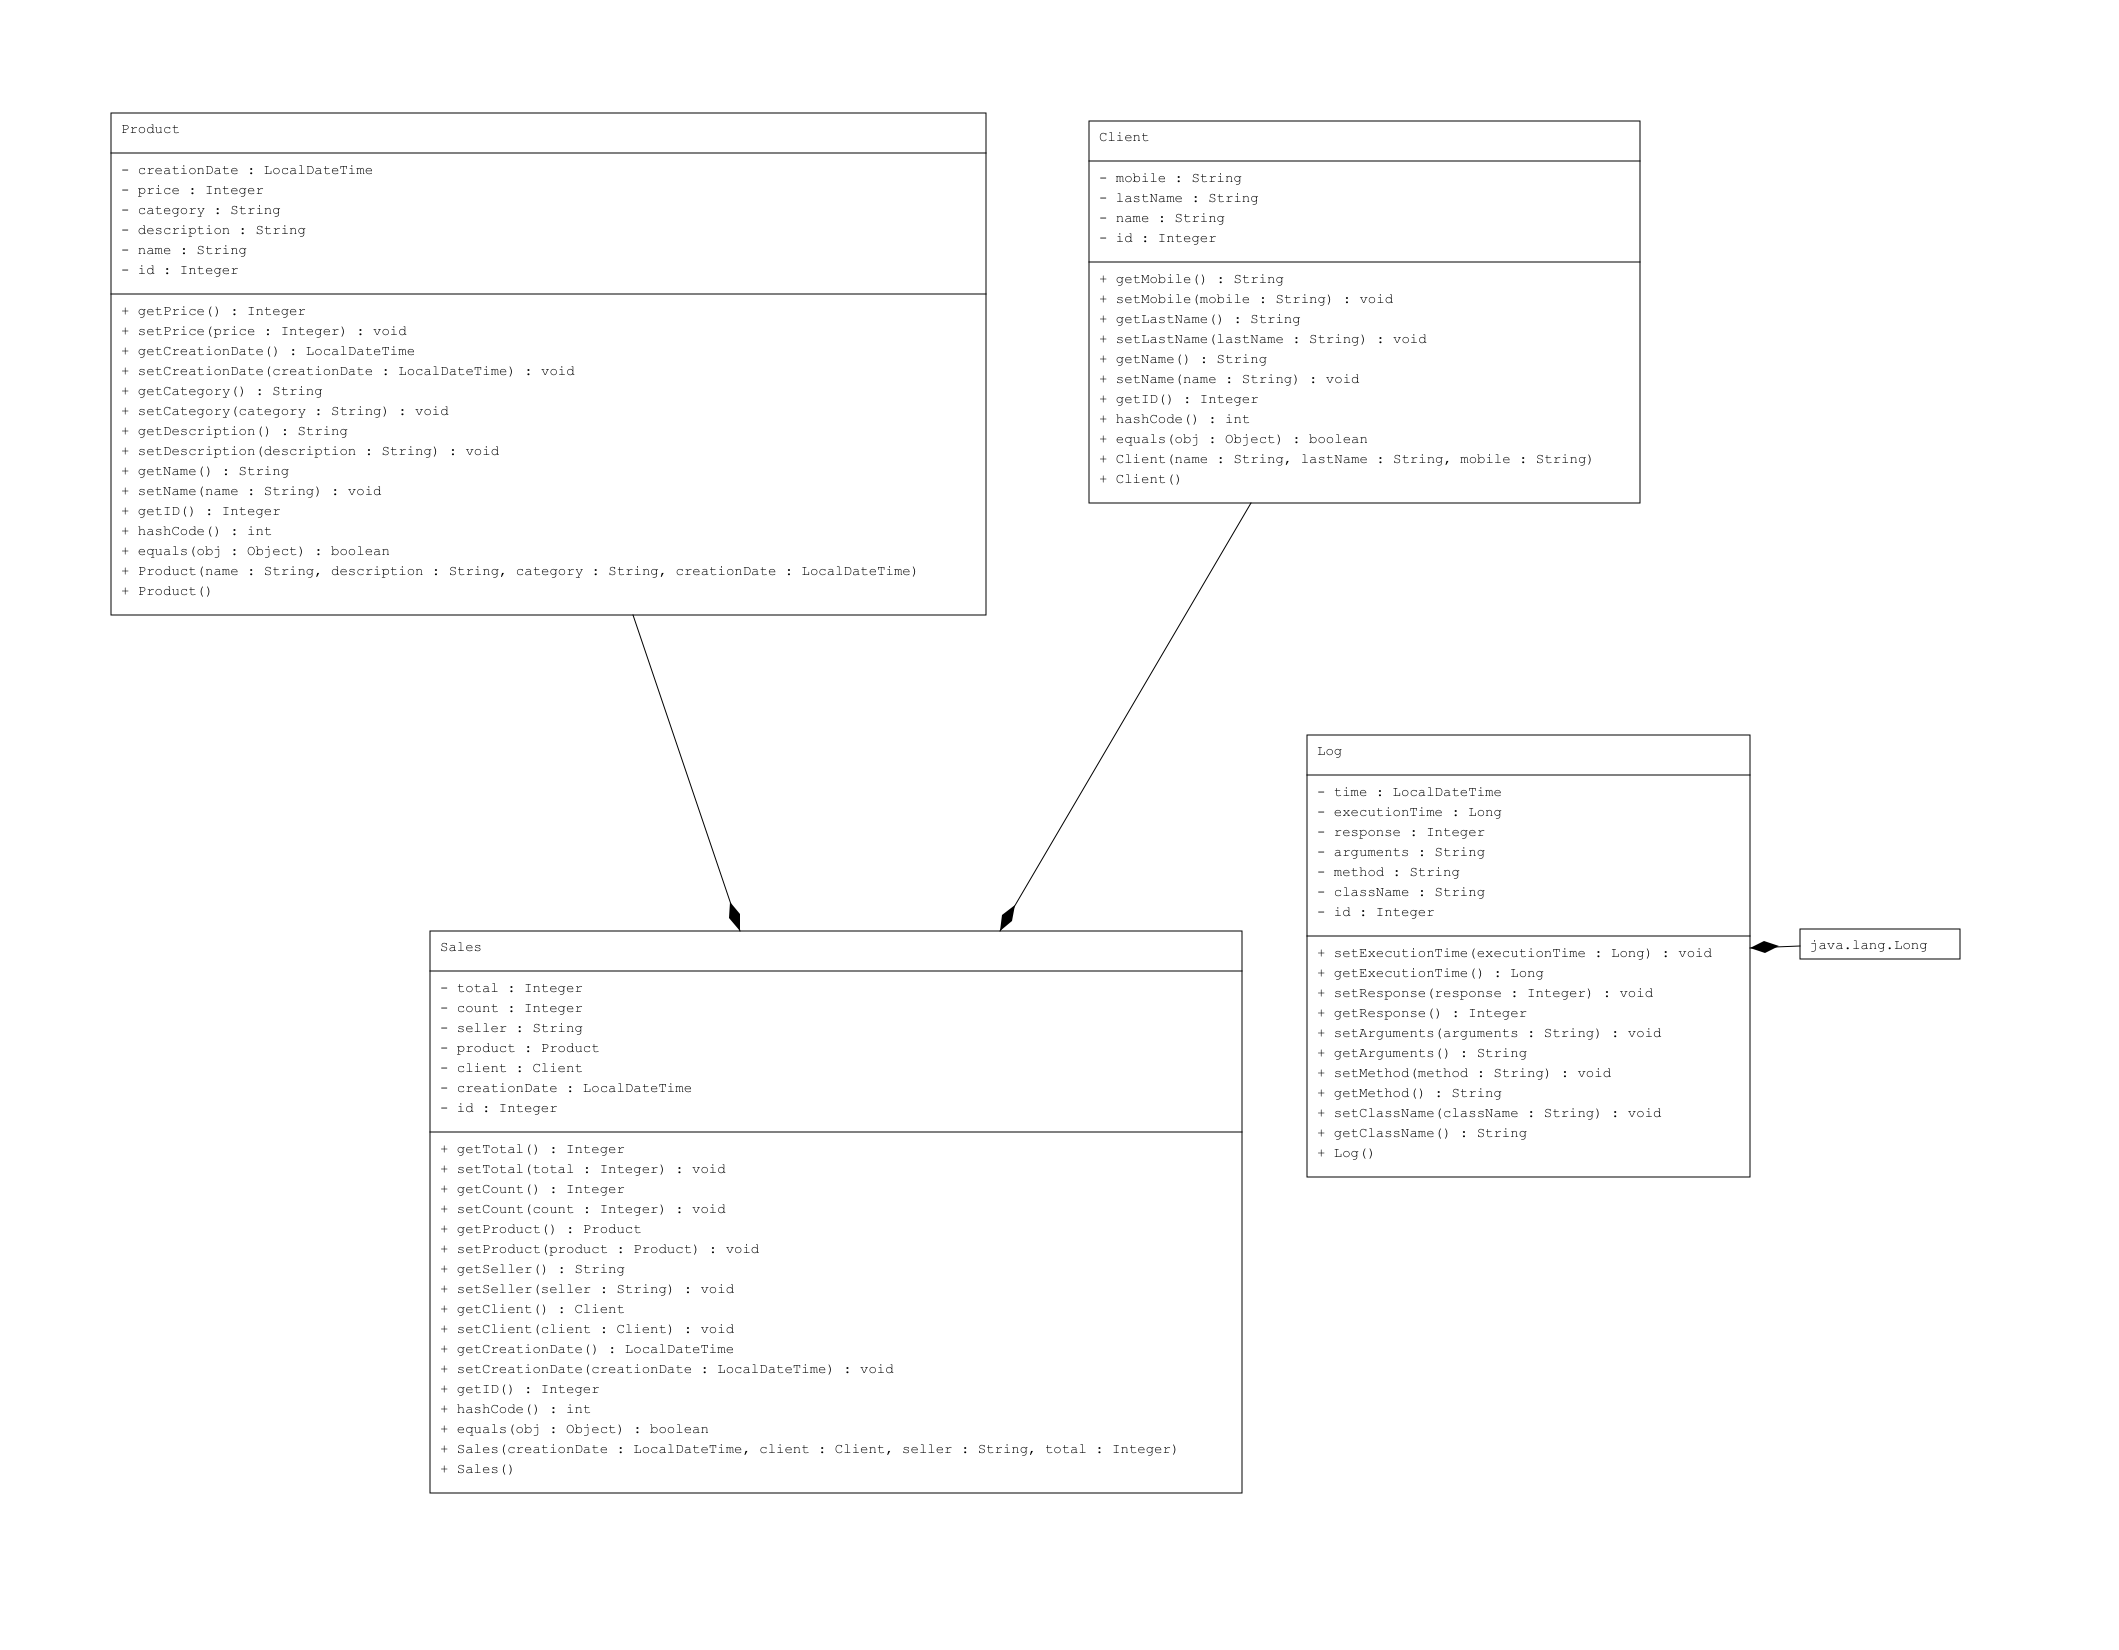 Product
- creationDate : LocalDateTime
- price : Integer
- category : String
- description : String
- name : String
- id : Integer
+ getPrice() : Integer
+ setPrice(price : Integer) : void
+ getCreationDate() : LocalDateTime
+ setCreationDate(creationDate : LocalDateTime) : void
+ getCategory() : String
+ setCategory(category : String) : void
+ getDescription() : String
+ setDescription(description : String) : void
+ getName() : String
+ setName(name : String) : void
+ getID() : Integer
+ hashCode() : int
+ equals(obj : Object) : boolean
+ Product(name : String, description : String, category : String, creationDate : LocalDateTime)
+ Product()
Client
- mobile : String
- lastName : String
- name : String
- id : Integer
+ getMobile() : String
+ setMobile(mobile : String) : void
+ getLastName() : String
+ setLastName(lastName : String) : void
+ getName() : String
+ setName(name : String) : void
+ getID() : Integer
+ hashCode() : int
+ equals(obj : Object) : boolean
+ Client(name : String, lastName : String, mobile : String)
+ Client()
Log
- time : LocalDateTime
- executionTime : Long
- response : Integer
- arguments : String
- method : String
- className : String
- id : Integer
+ setExecutionTime(executionTime : Long) : void
+ getExecutionTime() : Long
+ setResponse(response : Integer) : void
+ getResponse() : Integer
+ setArguments(arguments : String) : void
+ getArguments() : String
+ setMethod(method : String) : void
+ getMethod() : String
+ setClassName(className : String) : void
+ getClassName() : String
+ Log()
java.lang.Long
Sales
- total : Integer
- count : Integer
- seller : String
- product : Product
- client : Client
- creationDate : LocalDateTime
- id : Integer
+ getTotal() : Integer
+ setTotal(total : Integer) : void
+ getCount() : Integer
+ setCount(count : Integer) : void
+ getProduct() : Product
+ setProduct(product : Product) : void
+ getSeller() : String
+ setSeller(seller : String) : void
+ getClient() : Client
+ setClient(client : Client) : void
+ getCreationDate() : LocalDateTime
+ setCreationDate(creationDate : LocalDateTime) : void
+ getID() : Integer
+ hashCode() : int
+ equals(obj : Object) : boolean
+ Sales(creationDate : LocalDateTime, client : Client, seller : String, total : Integer)
+ Sales()